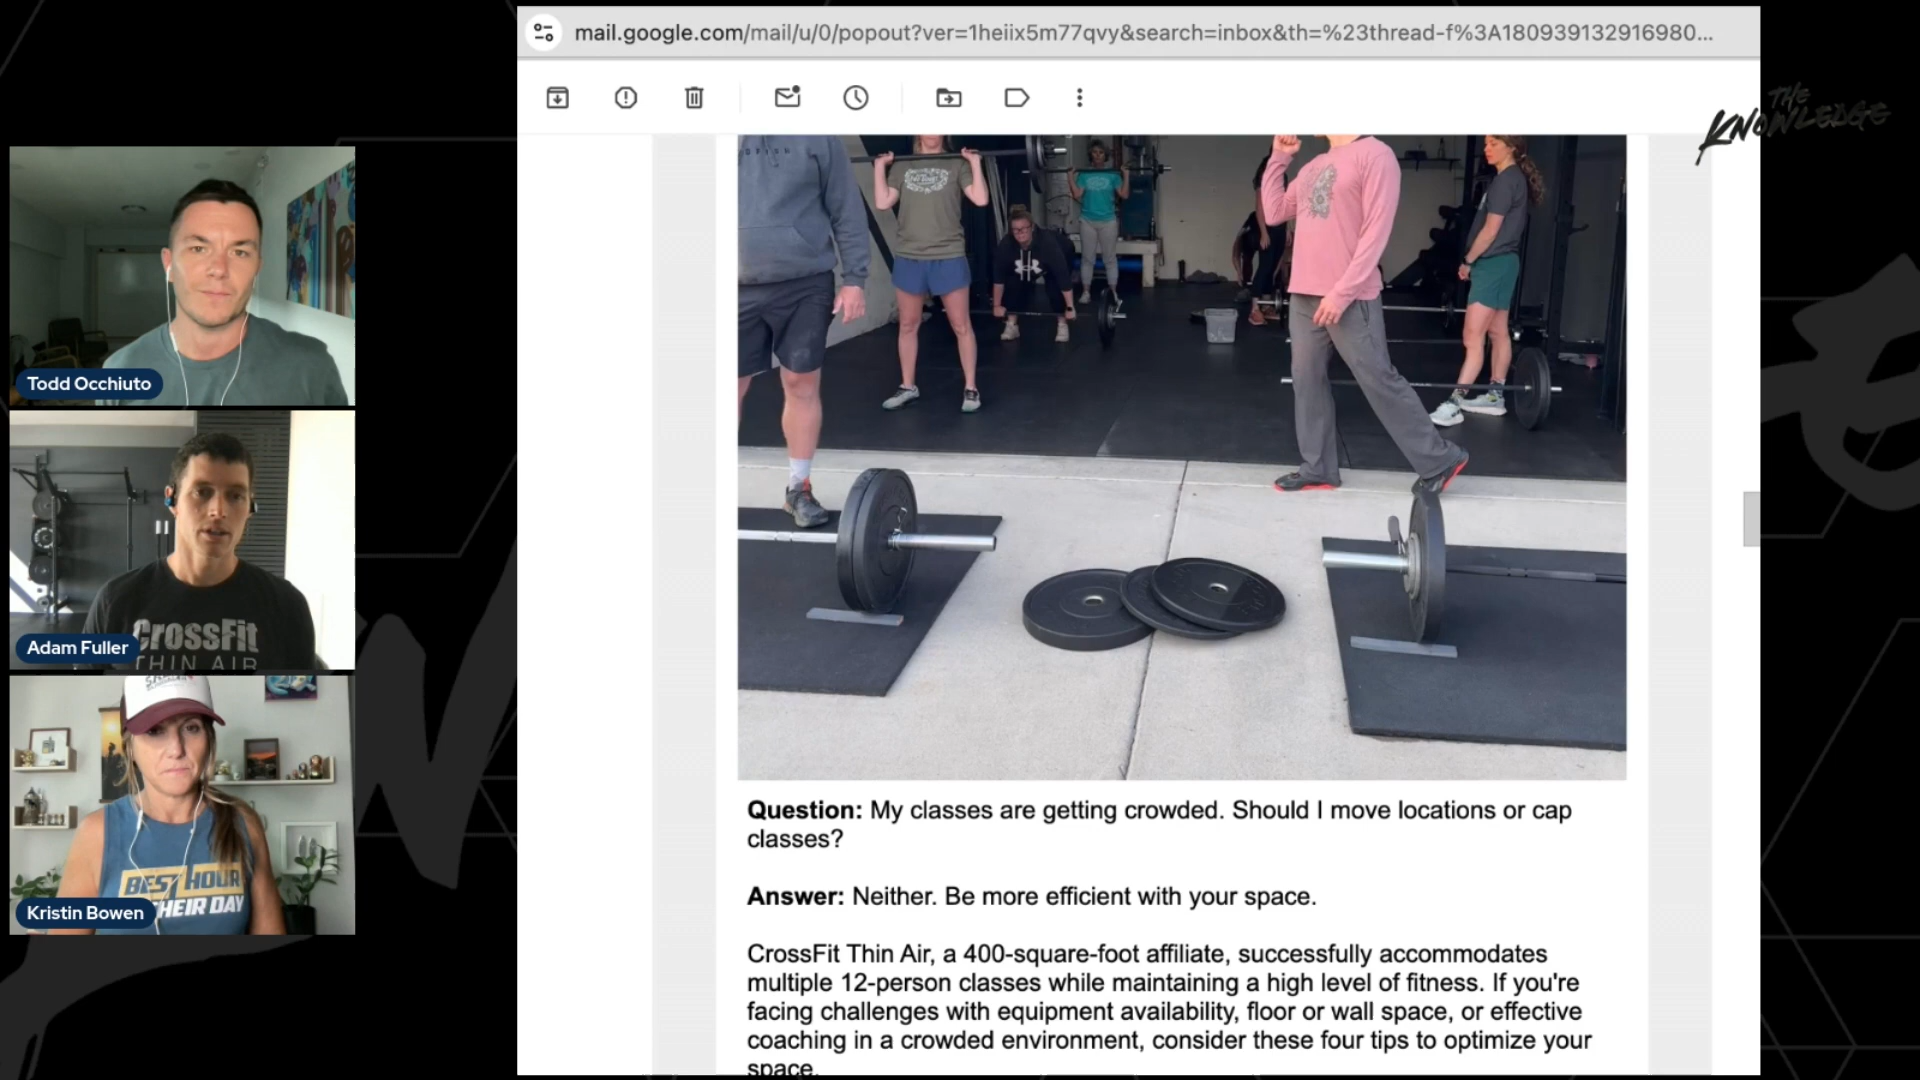 mail.google.com/mail/u/0/popout?ver=1heiix5m77qvy&search=inbox&th=%23thread-f%3A180939132916980...
THE
KNOWLEDGE
Todd Occhiuto
CrossFit
THIN AIR
Adam Fuller
BEST HOUR
THEIR DAY
Kristin Bowen
Question: My classes are getting crowded. Should I move locations or cap
classes?
Answer: Neither. Be more efficient with your space.
CrossFit Thin Air, a 400-square-foot affiliate, successfully accommodates
multiple 12-person classes while maintaining a high level of fitness. If you're
facing challenges with equipment availability, floor or wall space, or effective
coaching in a crowded environment, consider these four tips to optimize your
space.